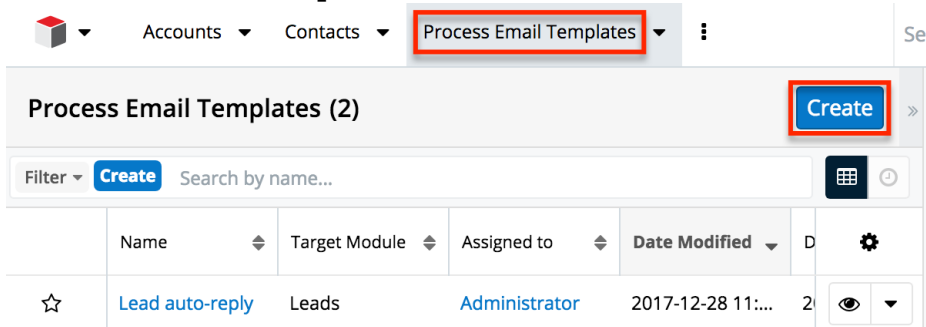 Accounts Contacts Process Email Templates Se
Process Email Templates (2) Create »
Filter Create Search by name...
Name Target Module Assigned to Date Modified D
Lead auto-reply Leads Administrator 2017-12-28 11:... 2